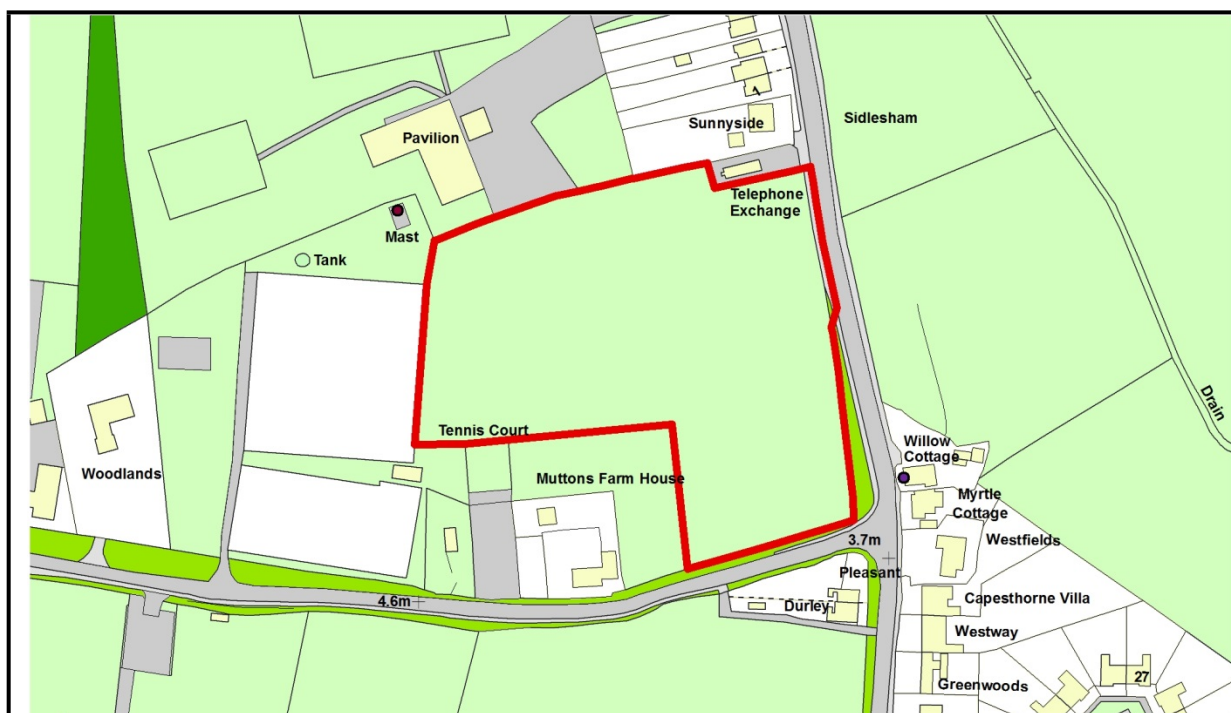 Pavilion
Sunnyside
1
Sidlesham
Telephone
Exchange
Mast
Tank
Drain
Woodlands
Tennis Court
Muttons Farm House
Willow
Cottage
Myrtle
Cottage
Westfields
3.7m
Pleasant
4.6m
Durley
Capesthorne Villa
Westway
Greenwoods
27